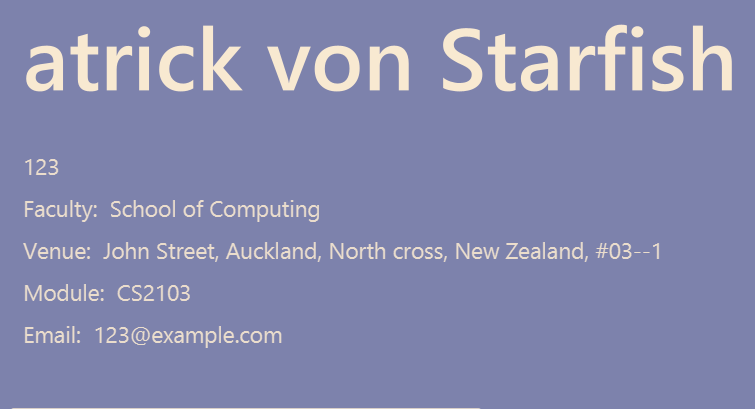 atrick von Starfish
123
Faculty: School of Computing
Venue: John Street, Auckland, North cross, New Zealand, #03--1
Module: CS2103
Email: 123@example.com